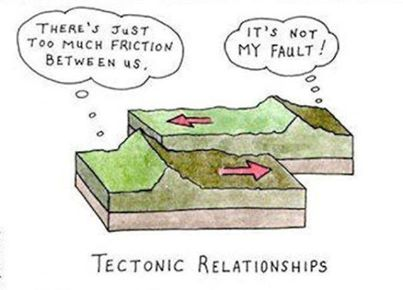 THERE'S JUST
TOO MUCH FRICTION
BETWEEN US.
IT'S NOT
MY FAULT!
TECTONIC RELATIONSHIPS